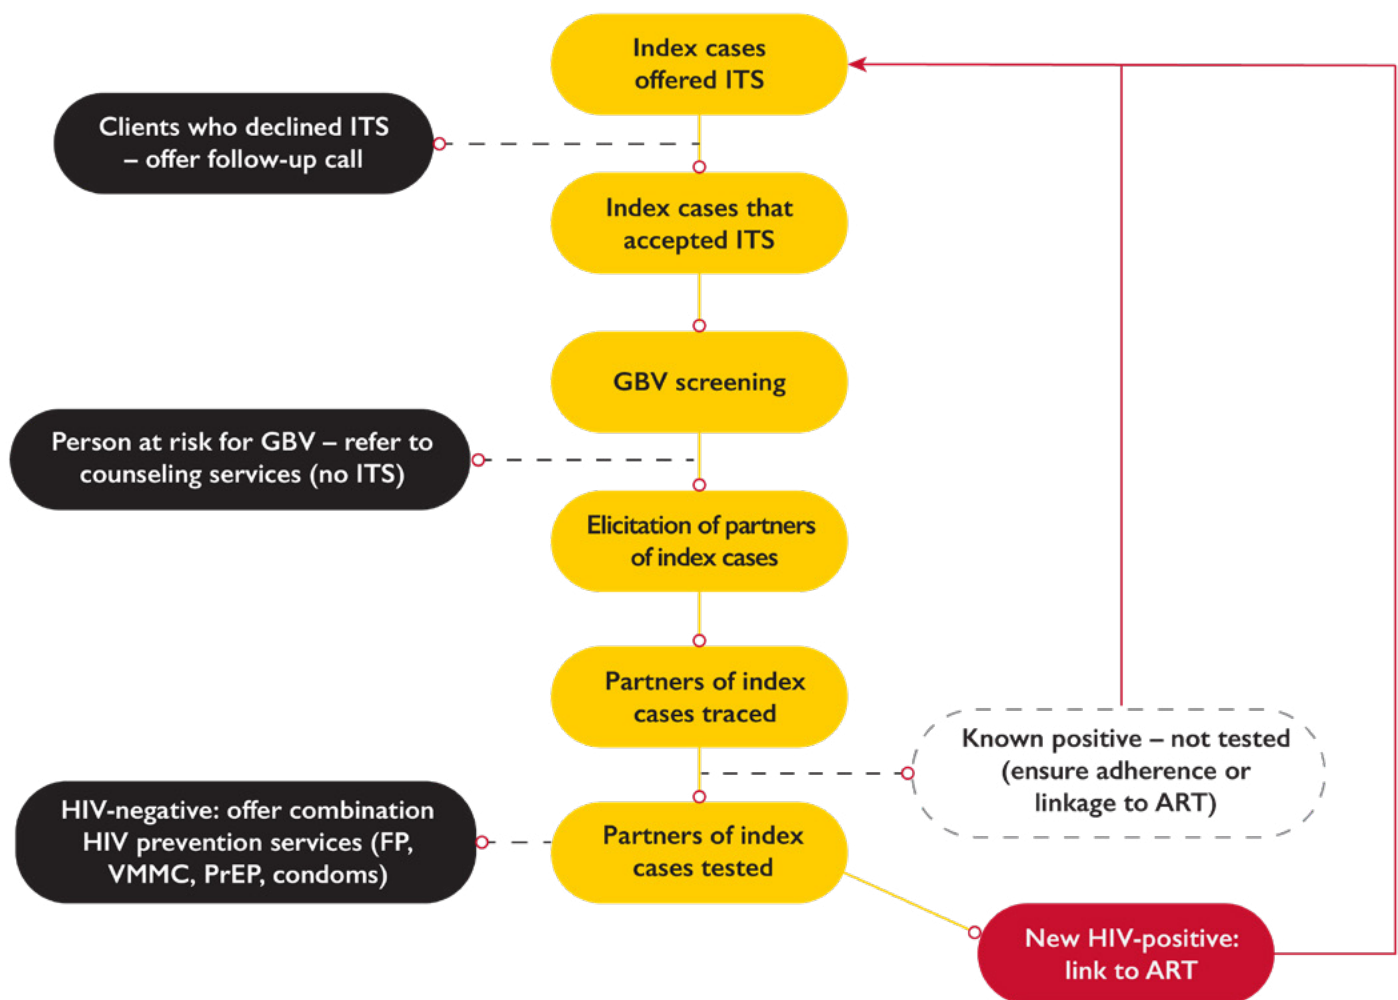 Index cases
offered ITS
Clients who declined ITS
– offer follow-up call
Index cases that
accepted ITS
GBV screening
Person at risk for GBV – refer to
counseling services (no ITS)
Elicitation of partners
of index cases
Partners of index
cases traced
Known positive – not tested
(ensure adherence or
linkage to ART)
HIV-negative: offer combination
HIV prevention services (FP,
VMMC, PrEP, condoms)
Partners of index
cases tested
New HIV-positive:
link to ART